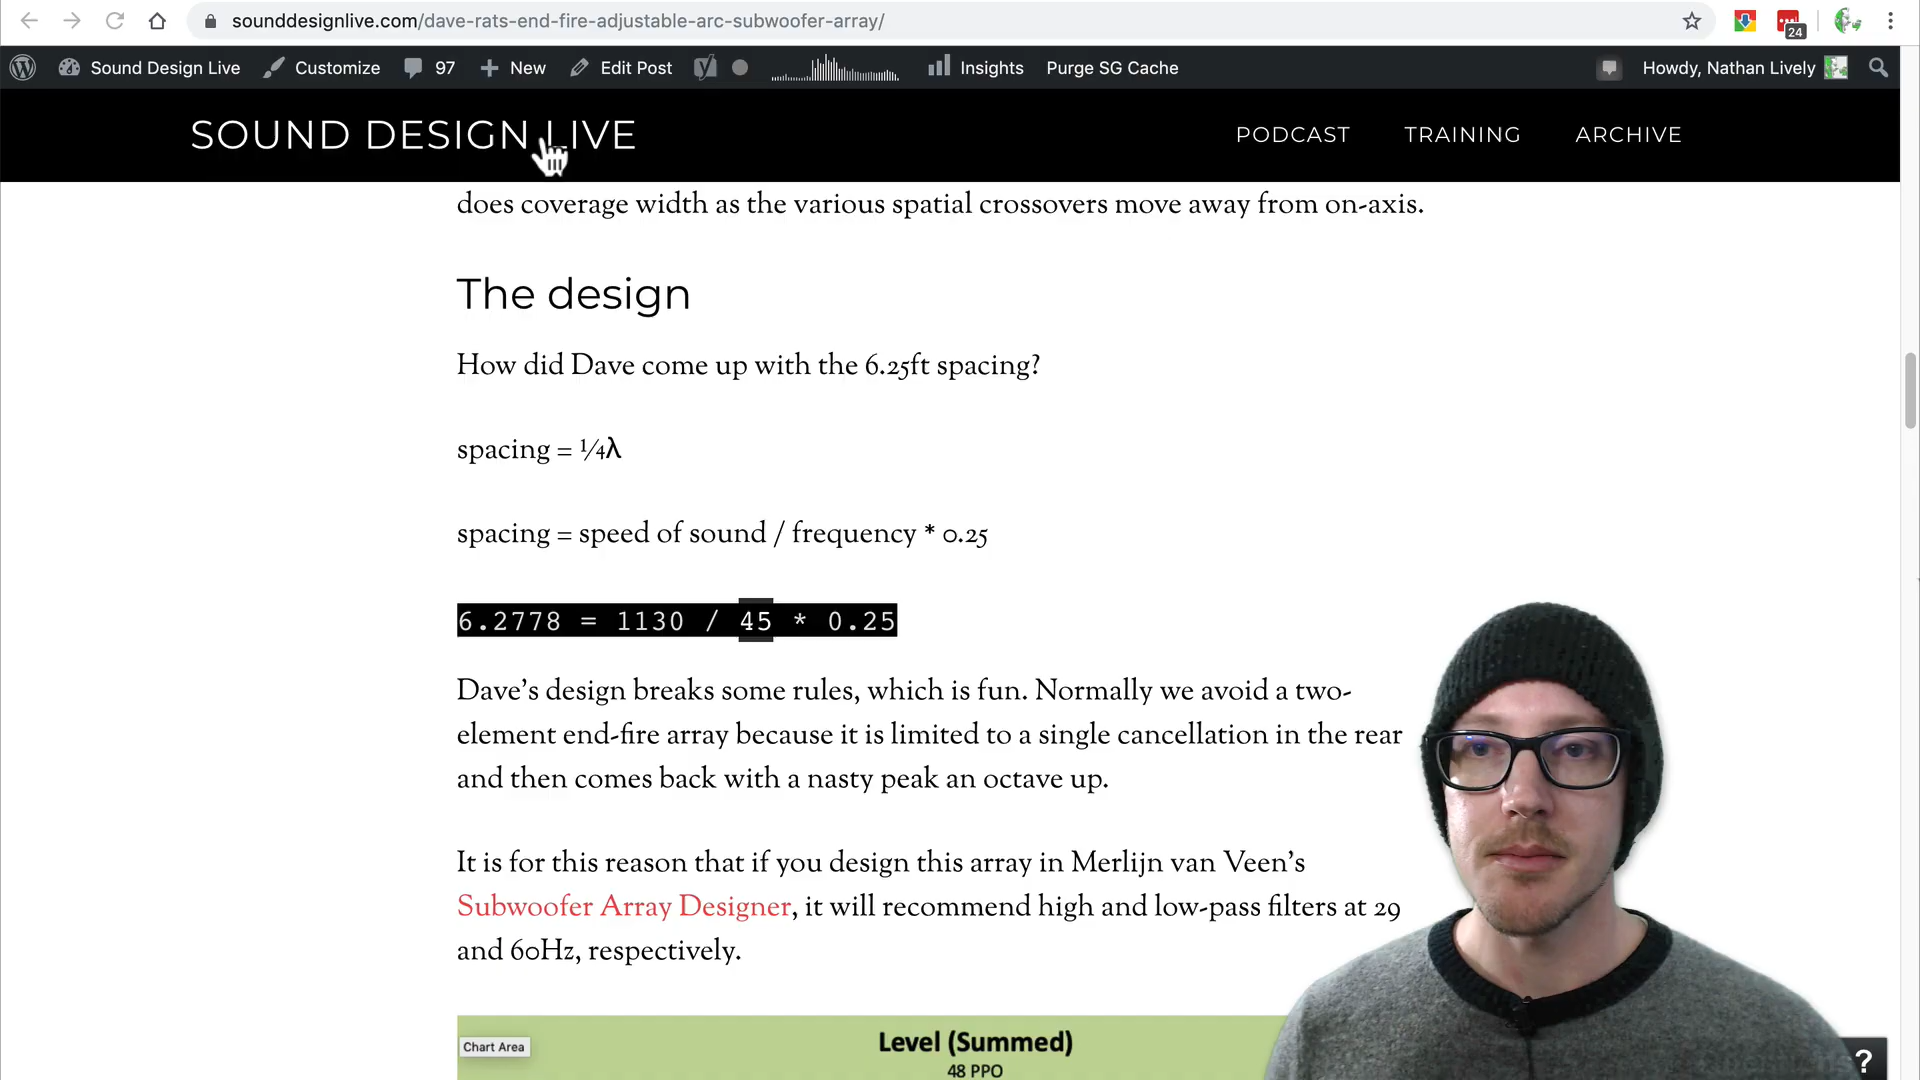 sounddesignlive.com/dave-rats-end-fire-adjustable-arc-subwoofer-array/
24
Sound Design Live Customize 97 New Edit Post Insights Purge SG Cache Howdy, Nathan Lively
SOUND DESIGN LIVE PODCAST TRAINING ARCHIVE
does coverage width as the various spatial crossovers move away from on-axis.
The design
How did Dave come up with the 6.25ft spacing?
spacing = ¼λ
spacing = speed of sound / frequency * 0.25
6.2778 = 1130 / 45 * 0.25
Dave’s design breaks some rules, which is fun. Normally we avoid a two-
element end-fire array because it is limited to a single cancellation in the rear
and then comes back with a nasty peak an octave up.
It is for this reason that if you design this array in Merlijn van Veen’s
Subwoofer Array Designer, it will recommend high and low-pass filters at 29
and 60Hz, respectively.
Level (Summed)
Chart Area
48 PPO
?